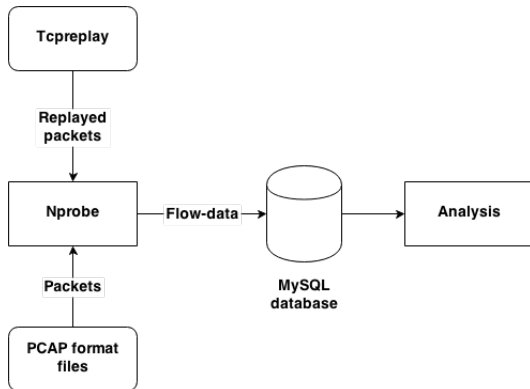 Tcpreplay
Replayed
packets
Nprobe
Flow-data
Analysis
MySQL
database
Packets
PCAP format
files